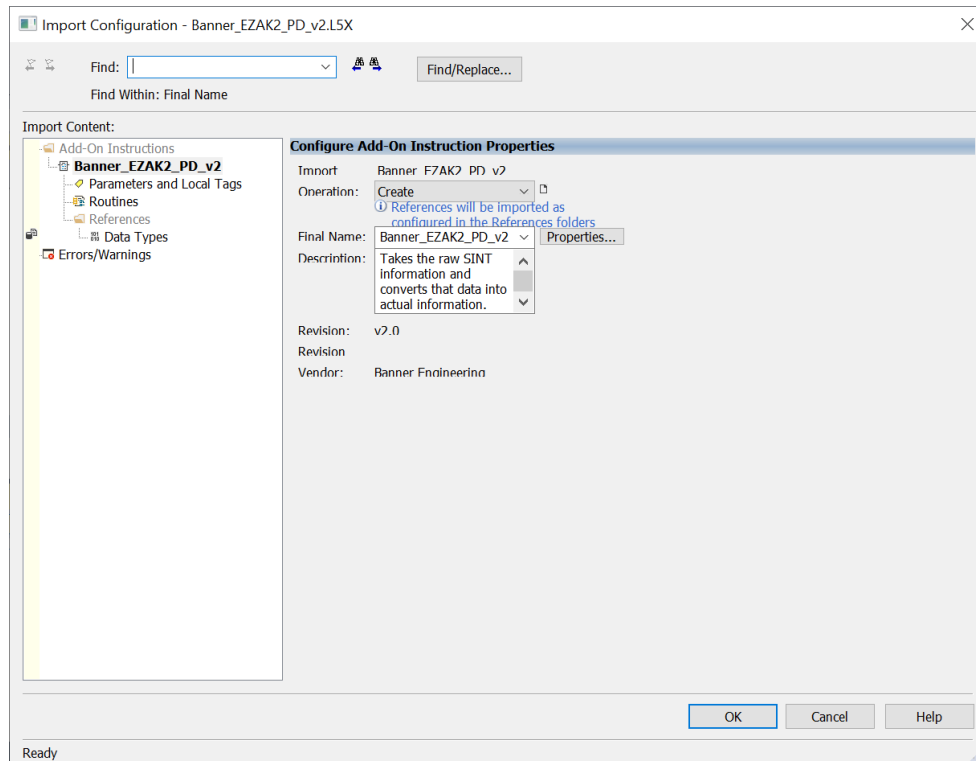 Import Configuration - Banner_EZAK2_PD_v2.L5X
Find:
Find/Replace...
Find Within: Final Name
Import Content:
Add-On Instructions
Banner_EZAK2_PD_v2
Parameters and Local Tags
Routines
References
Data Types
Errors/Warnings
Configure Add-On Instruction Properties
Import Banner_EZAK2_PD_v2
Operation: Create
References will be imported as
configured in the References folders
Final Name: Banner_EZAK2_PD_v2 Properties...
Description: Takes the raw SINT
information and
converts that data into
actual information.
Revision: v2.0
Revision
Vendor: Banner Engineering
OK Cancel Help
Ready